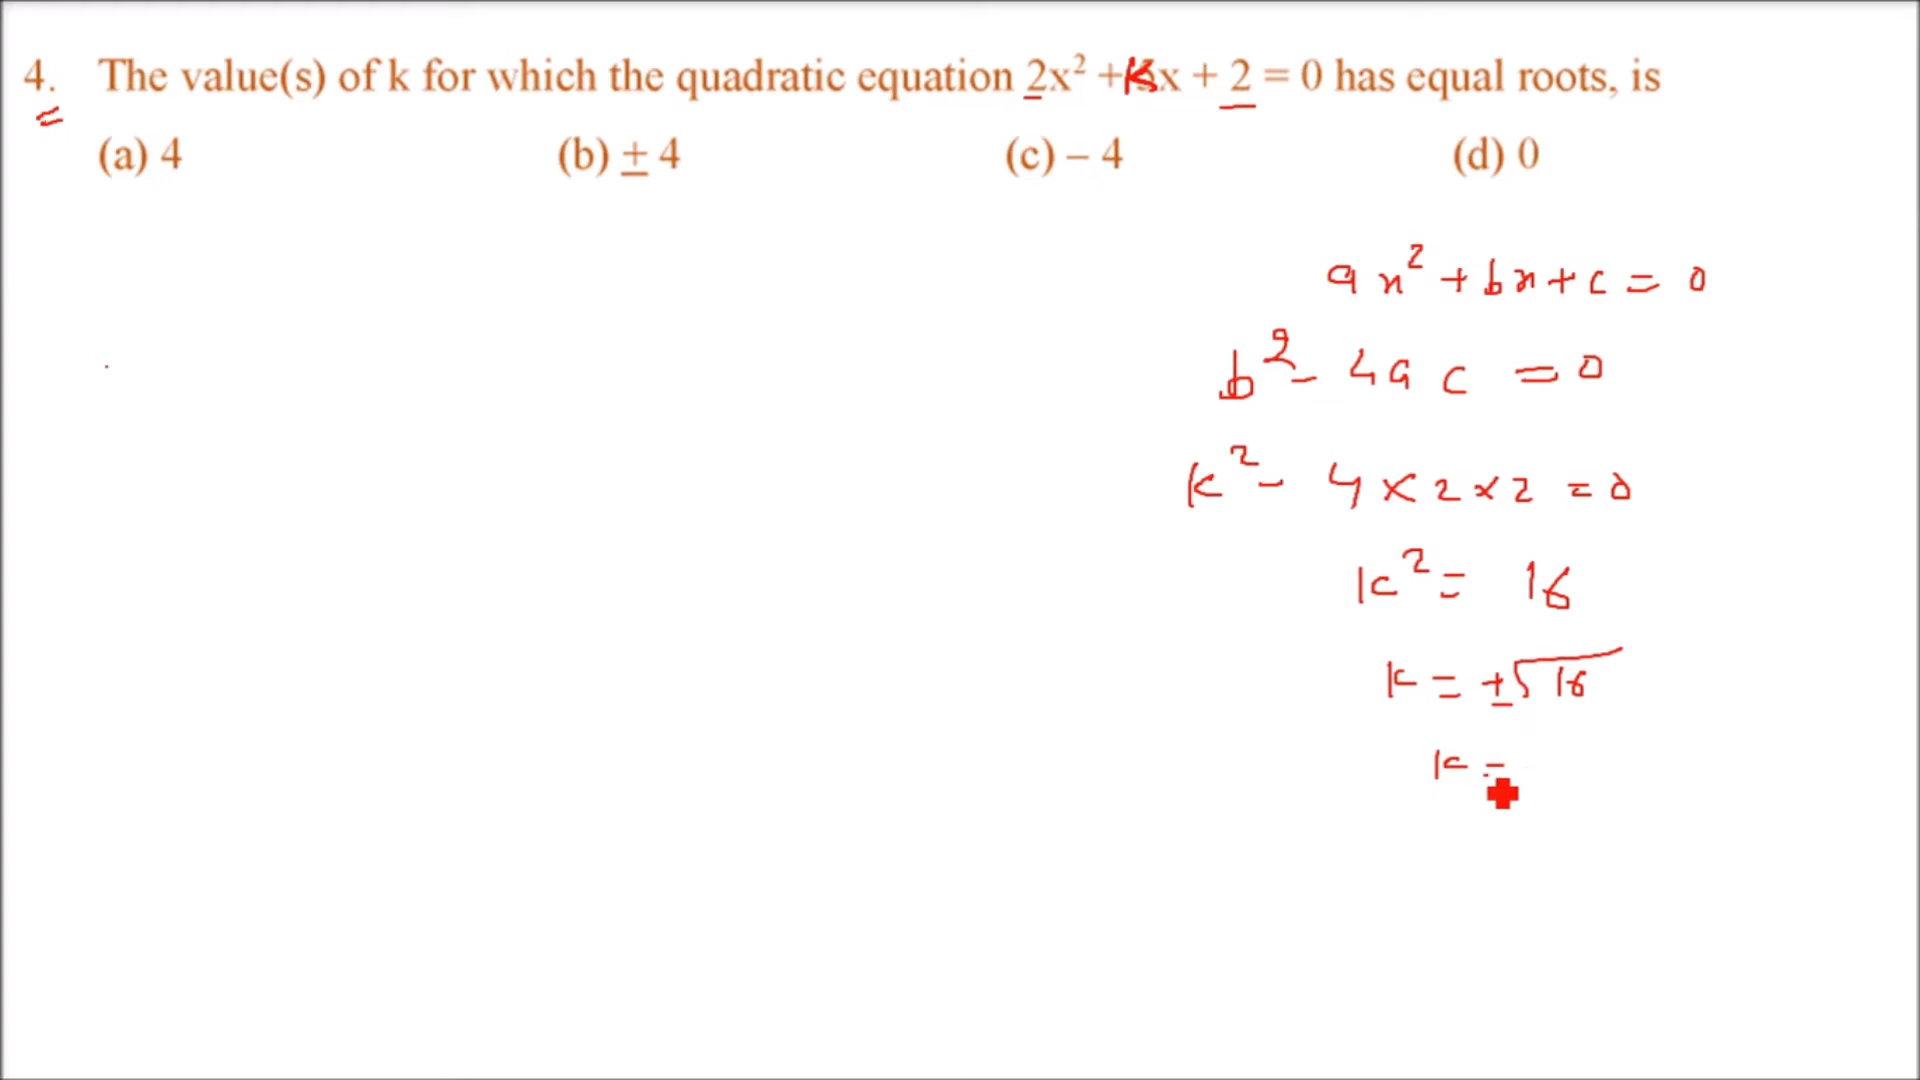 4. The value(s) of k for which the quadratic equation 2x² + kx + 2 = 0 has equal roots, is
(a) 4 (b) ± 4 (c) – 4 (d) 0
ax² + bx + c = 0
b² - 4ac = 0
k² - 4 × 2 × 2 = 0
k² = 16
k = ±√16
k =